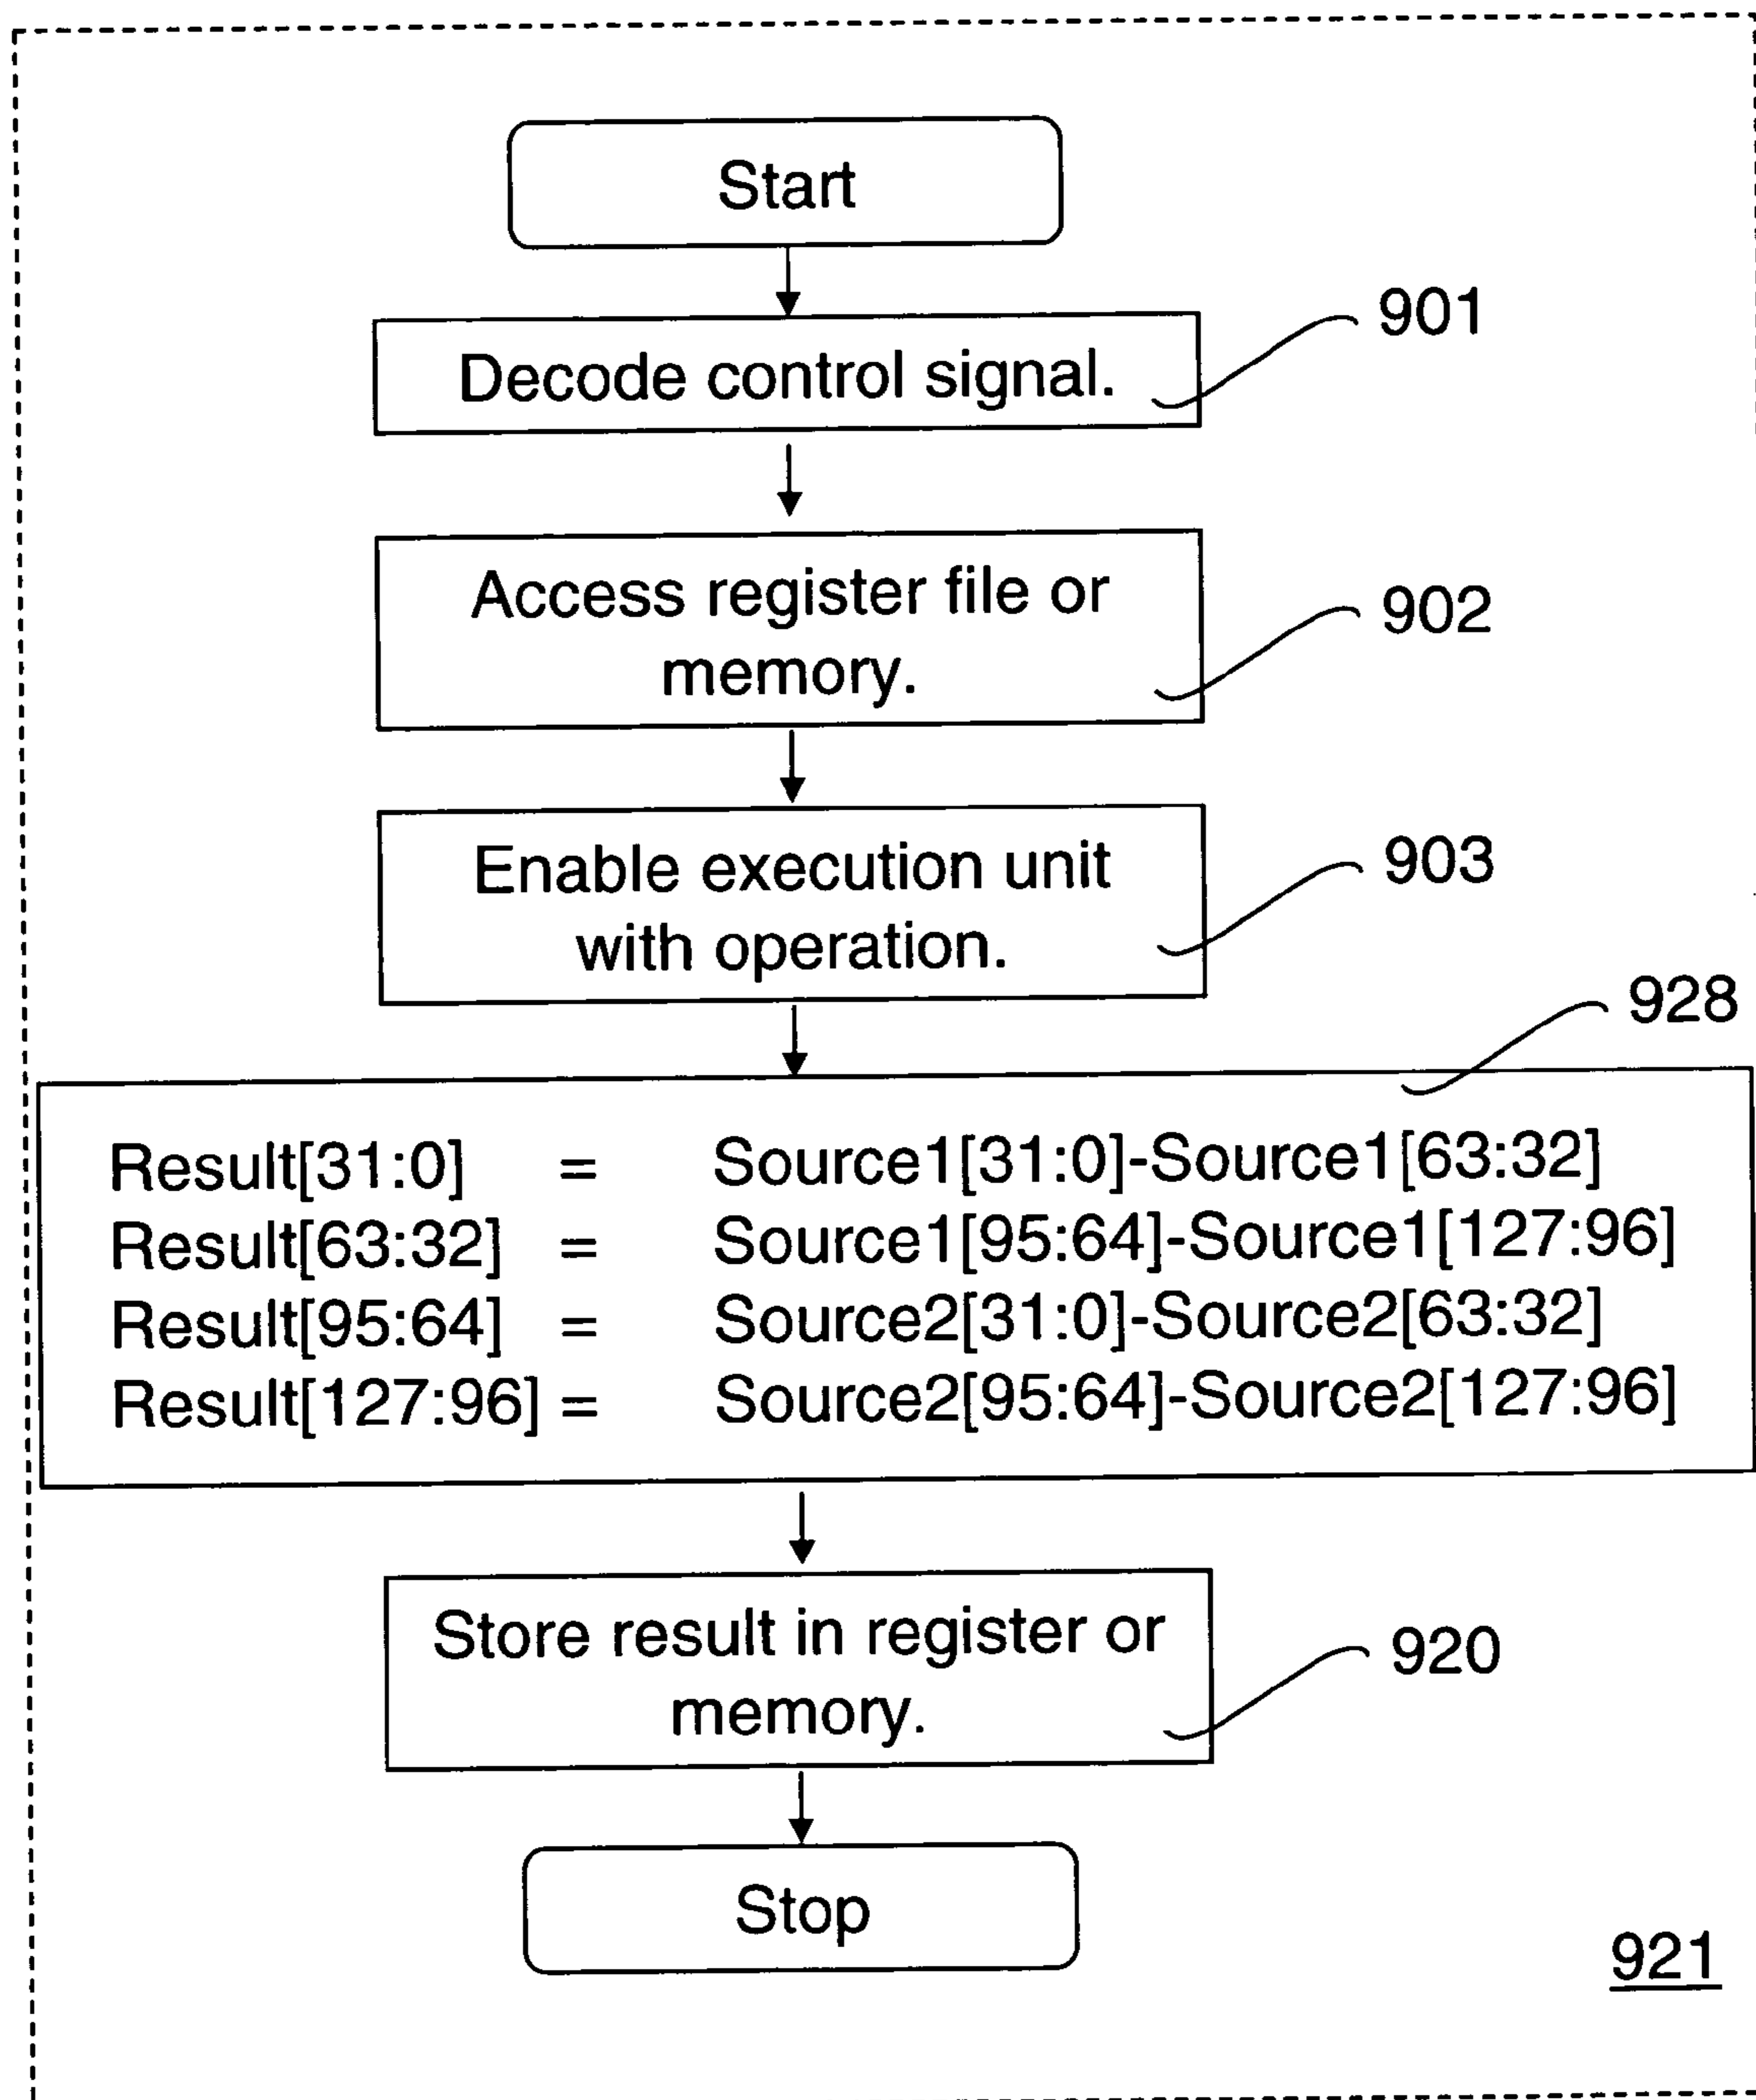 Start
901
Decode control signal.
Access register file or
memory.
902
Enable execution unit
with operation.
903
928
Result[31:0] = Source1[31:0]-Source1[63:32]
Result[63:32] = Source1[95:64]-Source1[127:96]
Result[95:64] = Source2[31:0]-Source2[63:32]
Result[127:96] = Source2[95:64]-Source2[127:96]
Store result in register or
memory.
920
Stop
921